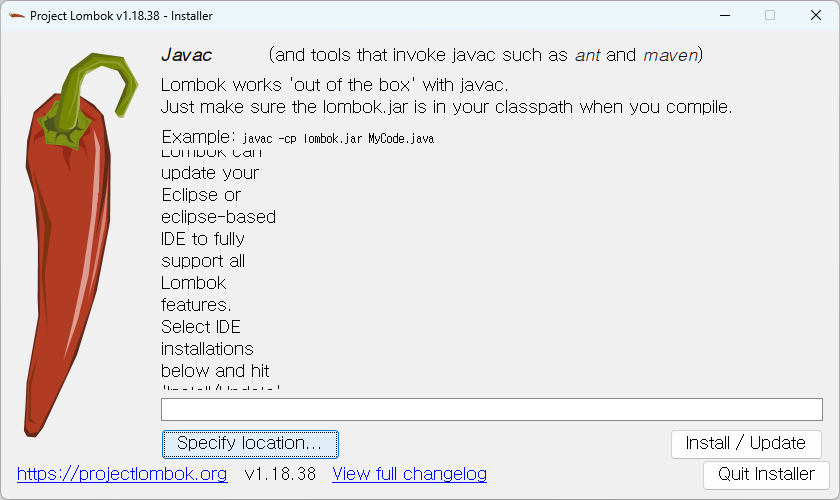 Project Lombok v1.18.38 - Installer
Javac (and tools that invoke javac such as ant and maven)
Lombok works 'out of the box' with javac.
Just make sure the lombok.jar is in your classpath when you compile.
Example: javac -cp lombok.jar MyCode.java
Lombok can
update your
Eclipse or
eclipse-based
IDE to fully
support all
Lombok
features.
Select IDE
installations
below and hit
'Install/Update'
Specify location...
Install / Update
https://projectlombok.org v1.18.38 View full changelog
Quit Installer